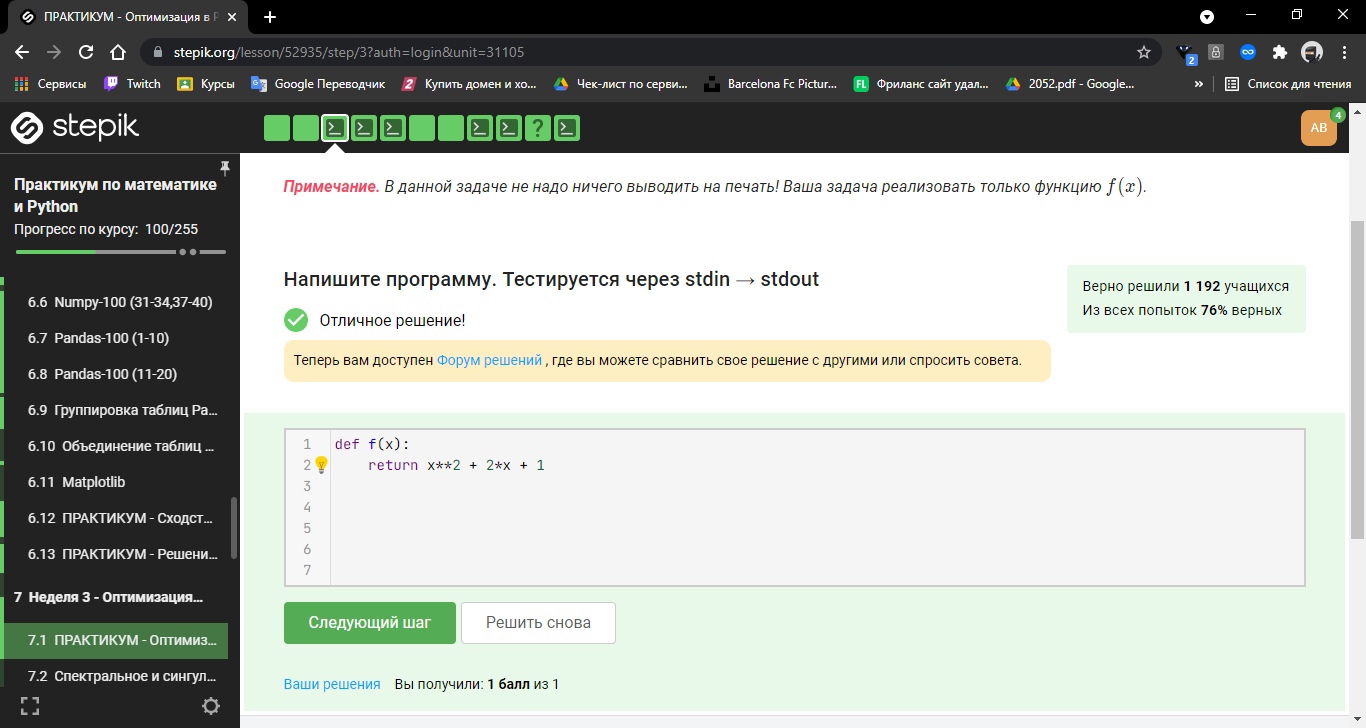 ПРАКТИКУМ - Оптимизация в Р
stepik.org/lesson/52935/step/3?auth=login&unit=31105
2
Сервисы
Twitch
Курсы
Google Переводчик
2 Купить домен и хо...
Чек-лист по серви...
Barcelona Fc Pictur...
FL Фриланс сайт удал...
2052.pdf - Google...
»
Список для чтения
stepik
?
АВ
4
Практикум по математике
и Python
Прогресс по курсу: 100/255
6.6 Numpy-100 (31-34,37-40)
6.7 Pandas-100 (1-10)
6.8 Pandas-100 (11-20)
6.9 Группировка таблиц Pa...
6.10 Объединение таблиц ...
6.11 Matplotlib
6.12 ПРАКТИКУМ - Сходст...
6.13 ПРАКТИКУМ - Решени...
7 Неделя 3 - Оптимизация...
7.1 ПРАКТИКУМ - Оптимиз...
7.2 Спектральное и сингул...
Примечание. В данной задаче не надо ничего выводить на печать! Ваша задача реализовать только функцию f(x).
Напишите программу. Тестируется через stdin → stdout
Верно решили 1 192 учащихся
Из всех попыток 76% верных
Отличное решение!
Теперь вам доступен Форум решений , где вы можете сравнить свое решение с другими или спросить совета.
1 def f(x):
2 return x**2 + 2*x + 1
3
4
5
6
7
Следующий шаг
Решить снова
Ваши решения Вы получили: 1 балл из 1